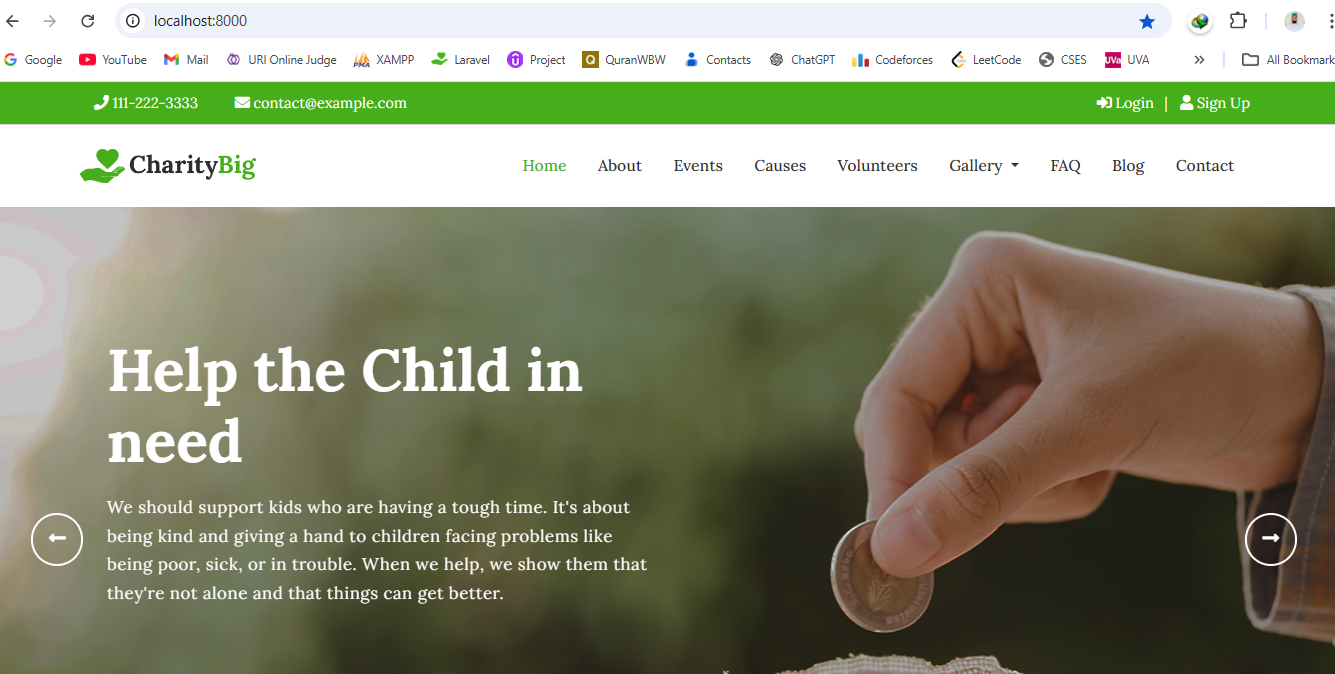 localhost:8000
Google YouTube Mail URI Online Judge XAMPP Laravel Project QuranWBW Contacts ChatGPT Codeforces LeetCode CSES UVA All Bookmark
111-222-3333 contact@example.com Login | Sign Up
CharityBig Home About Events Causes Volunteers Gallery FAQ Blog Contact
Help the Child in
need
We should support kids who are having a tough time. It's about
being kind and giving a hand to children facing problems like
being poor, sick, or in trouble. When we help, we show them that
they're not alone and that things can get better.